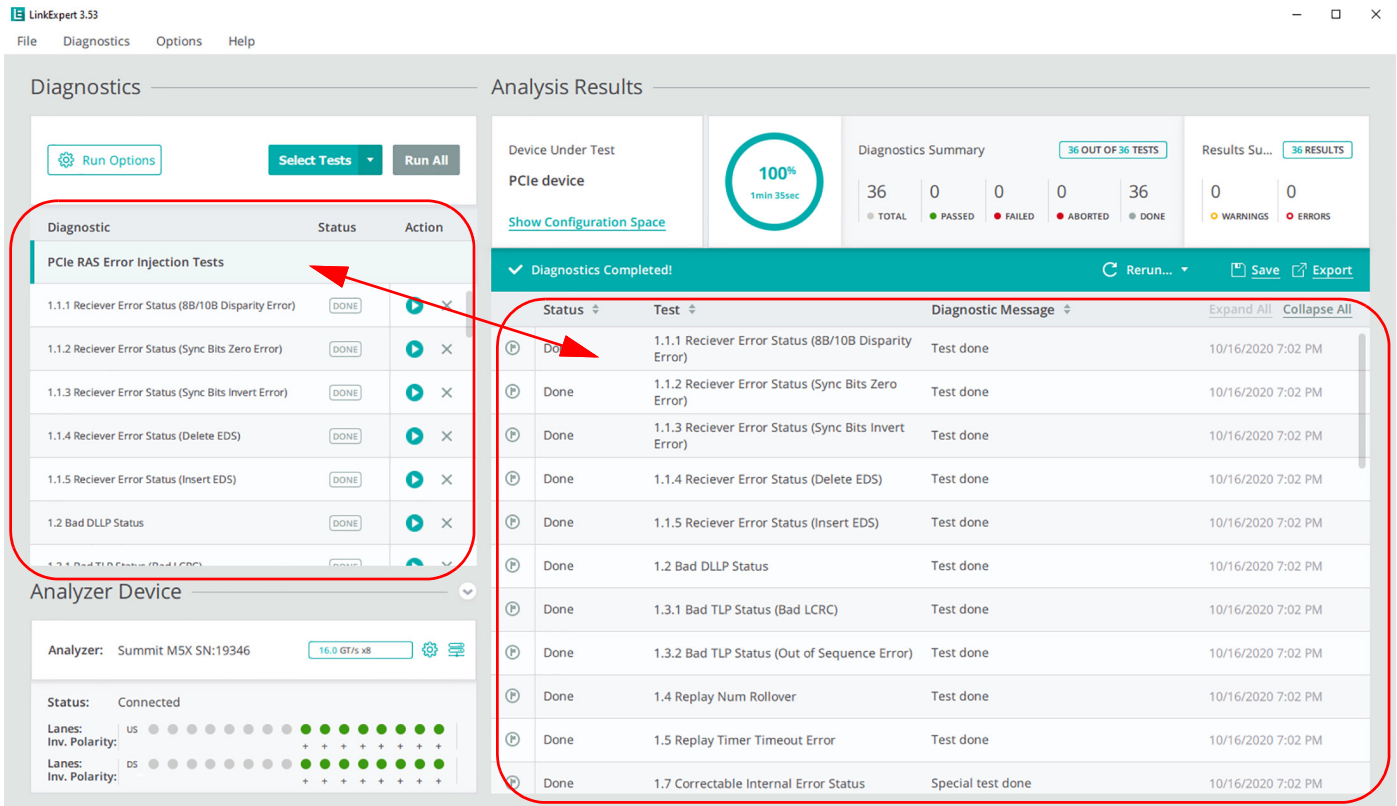 LinkExpert 3.53
File Diagnostics Options Help
Diagnostics
Run Options
Select Tests
Run All
Diagnostic Status Action
PCIe RAS Error Injection Tests
1.1.1 Reciever Error Status (8B/10B Disparity Error) DONE
1.1.2 Reciever Error Status (Sync Bits Zero Error) DONE
1.1.3 Reciever Error Status (Sync Bits Invert Error) DONE
1.1.4 Reciever Error Status (Delete EDS) DONE
1.1.5 Reciever Error Status (Insert EDS) DONE
1.2 Bad DLLP Status DONE
1.3.1 Bad TLP Status (Bad LCRC) DONE
Analyzer Device
Analyzer: Summit M5X SN:19346 16.0 GT/s x8
Status: Connected
Lanes: US
Inv. Polarity: + + + + + + + +
Lanes: DS
Inv. Polarity: + + + + + + + +
Analysis Results
Device Under Test
PCIe device
Show Configuration Space
100%
1min 35sec
Diagnostics Summary 36 OUT OF 36 TESTS
36 0 0 0 36
TOTAL PASSED FAILED ABORTED DONE
Results Su... 36 RESULTS
0 0
WARNINGS ERRORS
Diagnostics Completed! Rerun... Save Export
Status Test Diagnostic Message Expand All Collapse All
Done 1.1.1 Reciever Error Status (8B/10B Disparity Test done 10/16/2020 7:02 PM
Error)
Done 1.1.2 Reciever Error Status (Sync Bits Zero Test done 10/16/2020 7:02 PM
Error)
Done 1.1.3 Reciever Error Status (Sync Bits Invert Test done 10/16/2020 7:02 PM
Error)
Done 1.1.4 Reciever Error Status (Delete EDS) Test done 10/16/2020 7:02 PM
Done 1.1.5 Reciever Error Status (Insert EDS) Test done 10/16/2020 7:02 PM
Done 1.2 Bad DLLP Status Test done 10/16/2020 7:02 PM
Done 1.3.1 Bad TLP Status (Bad LCRC) Test done 10/16/2020 7:02 PM
Done 1.3.2 Bad TLP Status (Out of Sequence Error) Test done 10/16/2020 7:02 PM
Done 1.4 Replay Num Rollover Test done 10/16/2020 7:02 PM
Done 1.5 Replay Timer Timeout Error Test done 10/16/2020 7:02 PM
Done 1.7 Correctable Internal Error Status Special test done 10/16/2020 7:02 PM